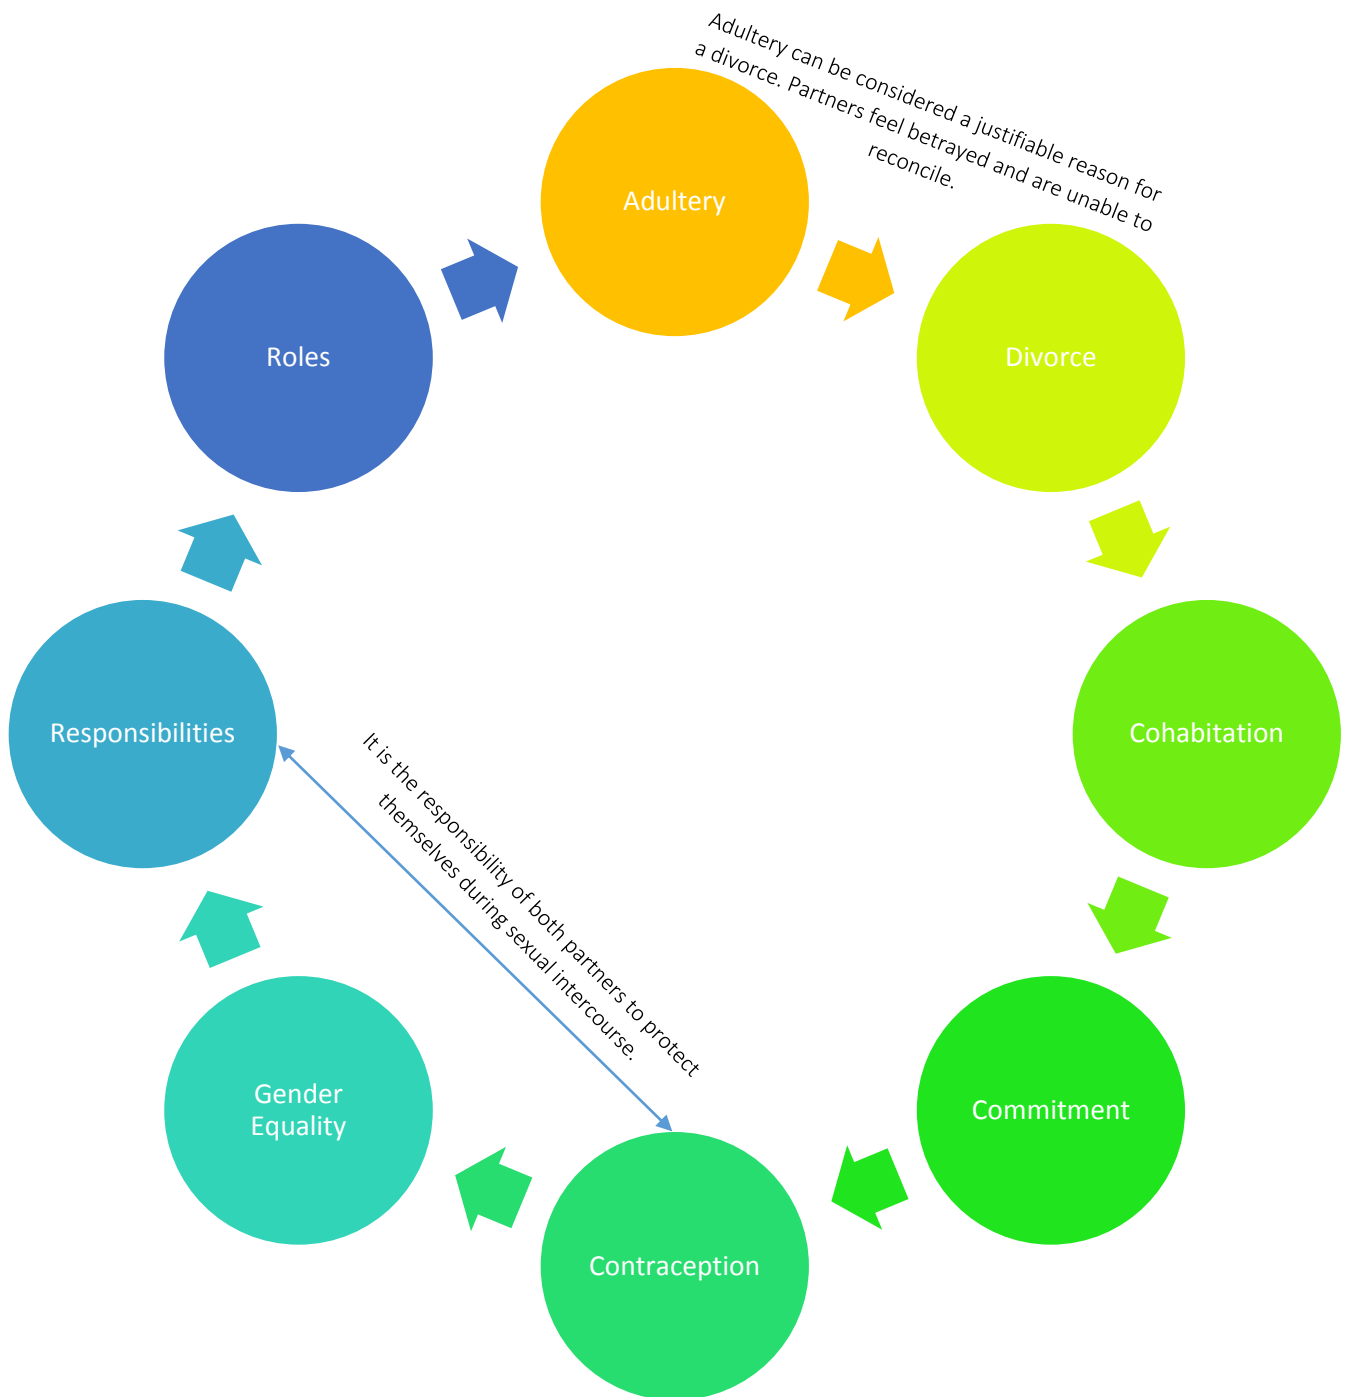 Adultery can be considered a justifiable reason for
a divorce. Partners feel betrayed and are unable to
reconcile.
Adultery
Divorce
Cohabitation
Commitment
Contraception
Gender
Equality
Responsibilities
Roles
It is the responsibility of both partners to protect
themselves during sexual intercourse.